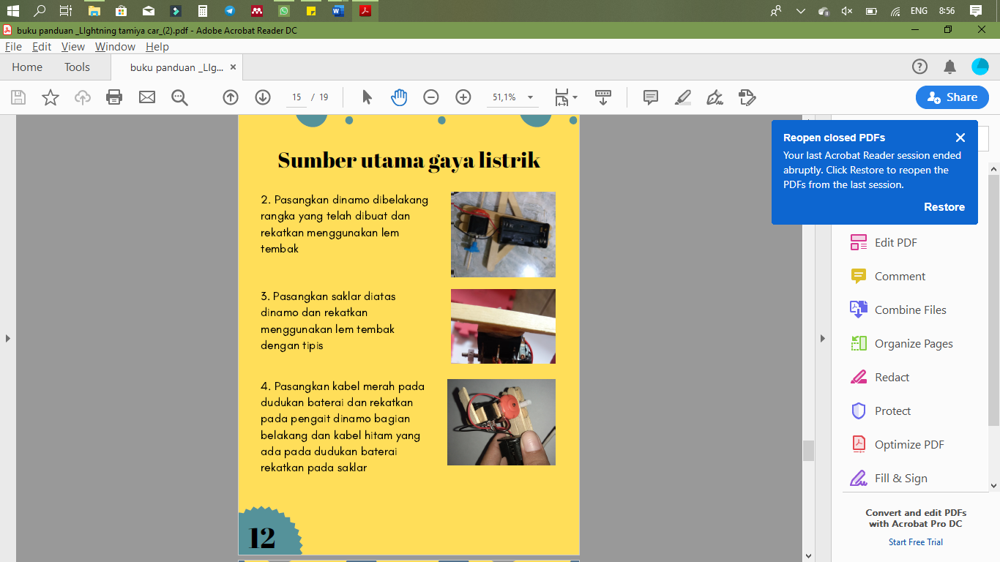 ENG
8:56
buku panduan _LIghtning tamiya car_(2).pdf - Adobe Acrobat Reader DC
File Edit View Window Help
Home
Tools
buku panduan _LIg...
15 / 19
51,1%
Share
Sumber utama gaya listrik
2. Pasangkan dinamo dibelakang
rangka yang telah dibuat dan
rekatkan menggunakan lem
tembak
3. Pasangkan saklar diatas
dinamo dan rekatkan
menggunakan lem tembak
dengan tipis
4. Pasangkan kabel merah pada
dudukan baterai dan rekatkan
pada pengait dinamo bagian
belakang dan kabel hitam yang
ada pada dudukan baterai
rekatkan pada saklar
12
Reopen closed PDFs
Your last Acrobat Reader session ended
abruptly. Click Restore to reopen the
PDFs from the last session.
Restore
Edit PDF
Comment
Combine Files
Organize Pages
Redact
Protect
Optimize PDF
Fill & Sign
Convert and edit PDFs
with Acrobat Pro DC
Start Free Trial